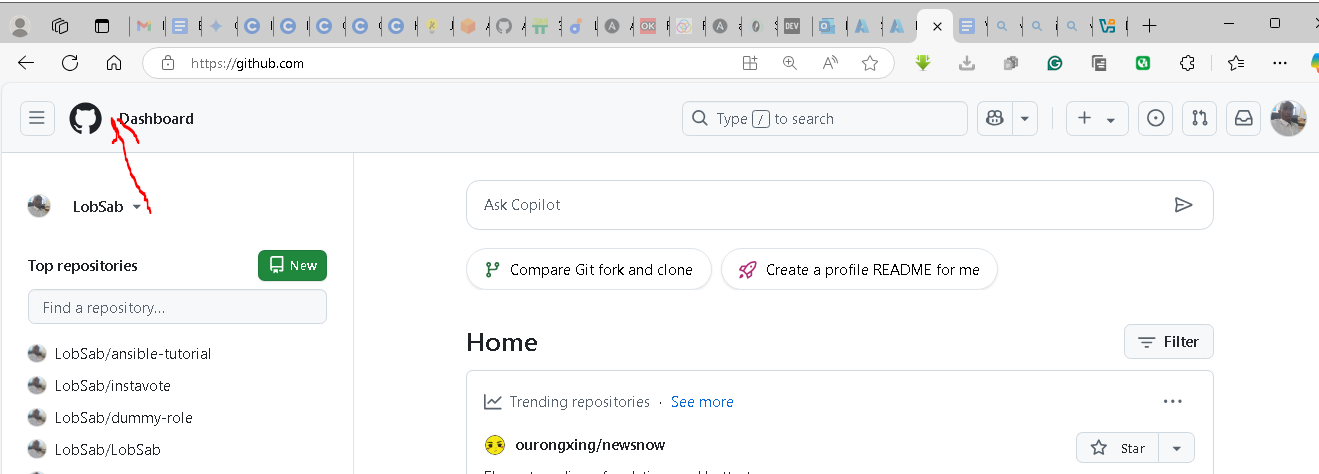 https://github.com
Dashboard
Type / to search
LobSab
Ask Copilot
Top repositories
New
Compare Git fork and clone
Create a profile README for me
Find a repository...
Home
Filter
LobSab/ansible-tutorial
LobSab/instavote
LobSab/dummy-role
LobSab/LobSab
Trending repositories · See more
ourongxing/newsnow
Star